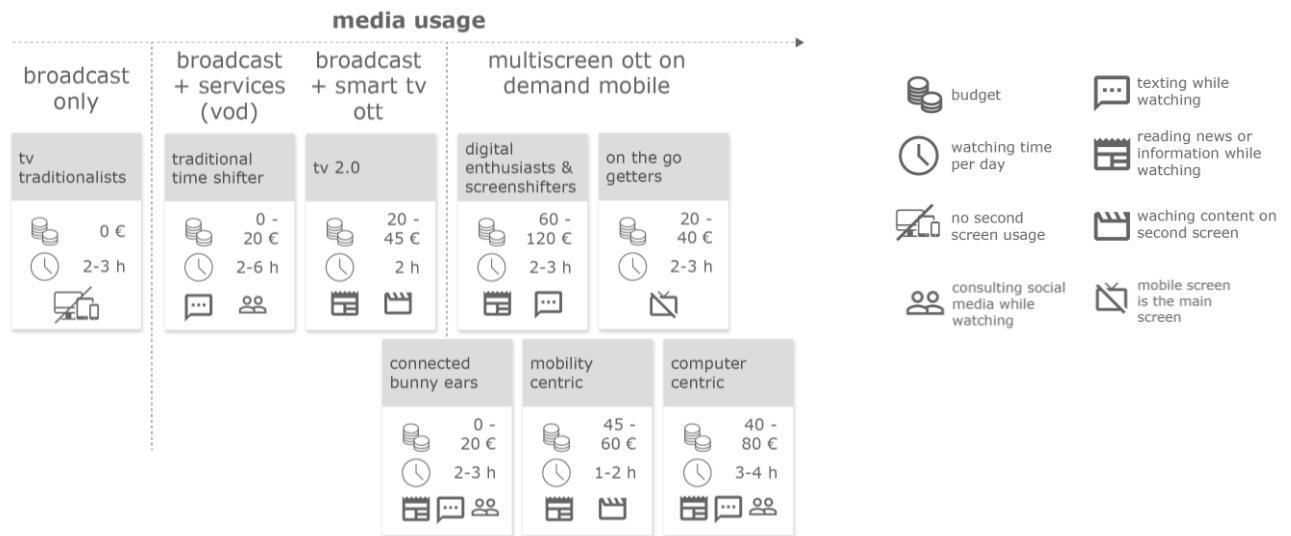 media usage
broadcast
only
broadcast
+ services
(vod)
broadcast
+ smart tv
ott
multiscreen ott on
demand mobile
tv
traditionalists
0 €
2-3 h
traditional
time shifter
0 -
20 €
2-6 h
tv 2.0
20 -
45 €
2 h
digital
enthusiasts &
screenshifters
60 -
120 €
2-3 h
on the go
getters
20 -
40 €
2-3 h
connected
bunny ears
0 -
20 €
2-3 h
mobility
centric
45 -
60 €
1-2 h
computer
centric
40 -
80 €
3-4 h
budget
texting while
watching
watching time
per day
reading news or
information while
watching
no second
screen usage
waching content on
second screen
consulting social
media while
watching
mobile screen
is the main
screen